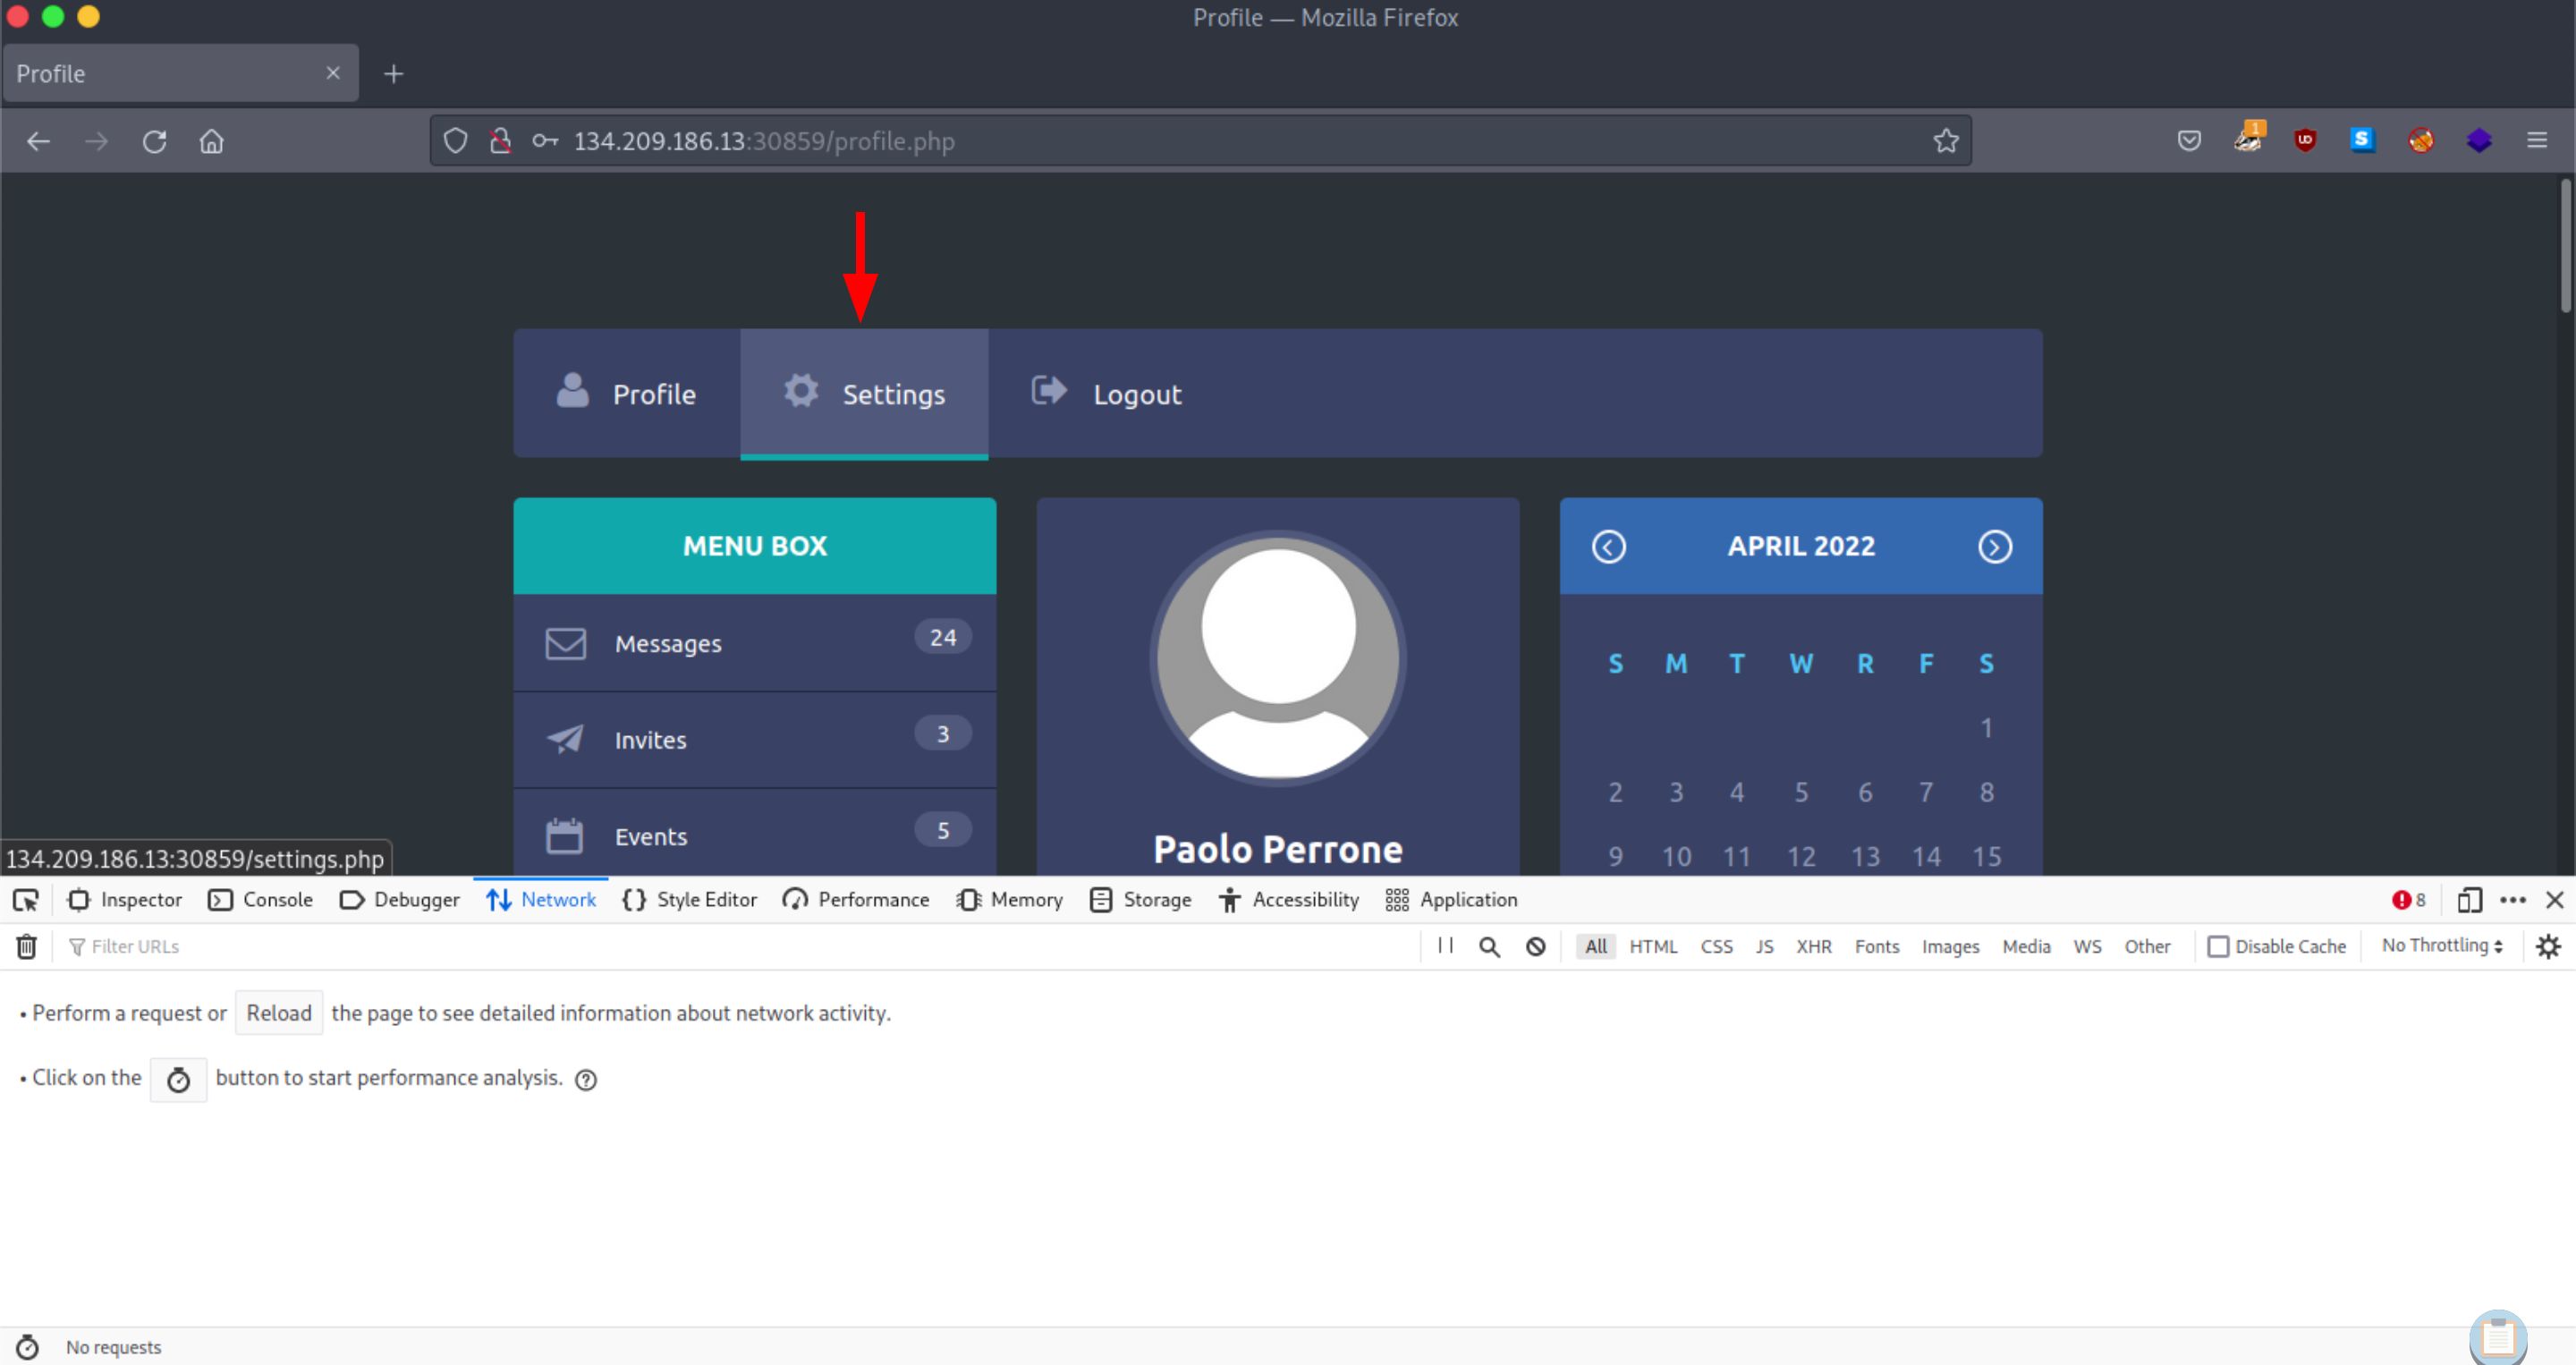 Profile — Mozilla Firefox
Profile
134.209.186.13:30859/profile.php
1
Profile
Settings
Logout
MENU BOX
Messages 24
Invites 3
Events 5
Paolo Perrone
APRIL 2022
S M T W R F S
1
2 3 4 5 6 7 8
9 10 11 12 13 14 15
134.209.186.13:30859/settings.php
Inspector Console Debugger Network Style Editor Performance Memory Storage Accessibility Application 8
Filter URLs All HTML CSS JS XHR Fonts Images Media WS Other Disable Cache No Throttling
• Perform a request or Reload the page to see detailed information about network activity.
• Click on the button to start performance analysis.
No requests